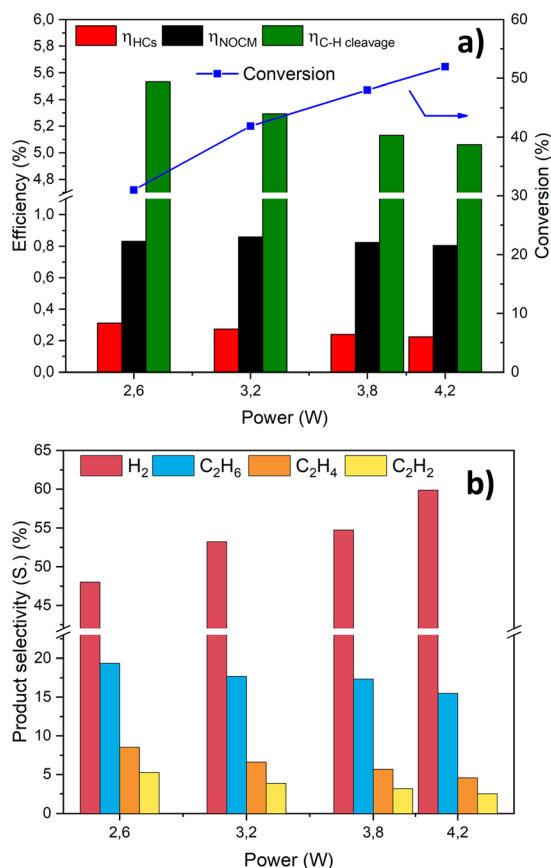 η_HCs η_NOCM η_C-H cleavage
a)
Conversion
Efficiency (%)
6,0
5,8
5,6
5,4
5,2
5,0
4,8
1,0
0,8
0,6
0,4
0,2
0,0
60
50
40
30
20
10
0
Conversion (%)
2,6 3,2 3,8 4,2
Power (W)
H₂ C₂H₆ C₂H₄ C₂H₂
b)
Product selectivity (S.) (%)
65
60
55
50
45
20
15
10
5
0
2,6 3,2 3,8 4,2
Power (W)